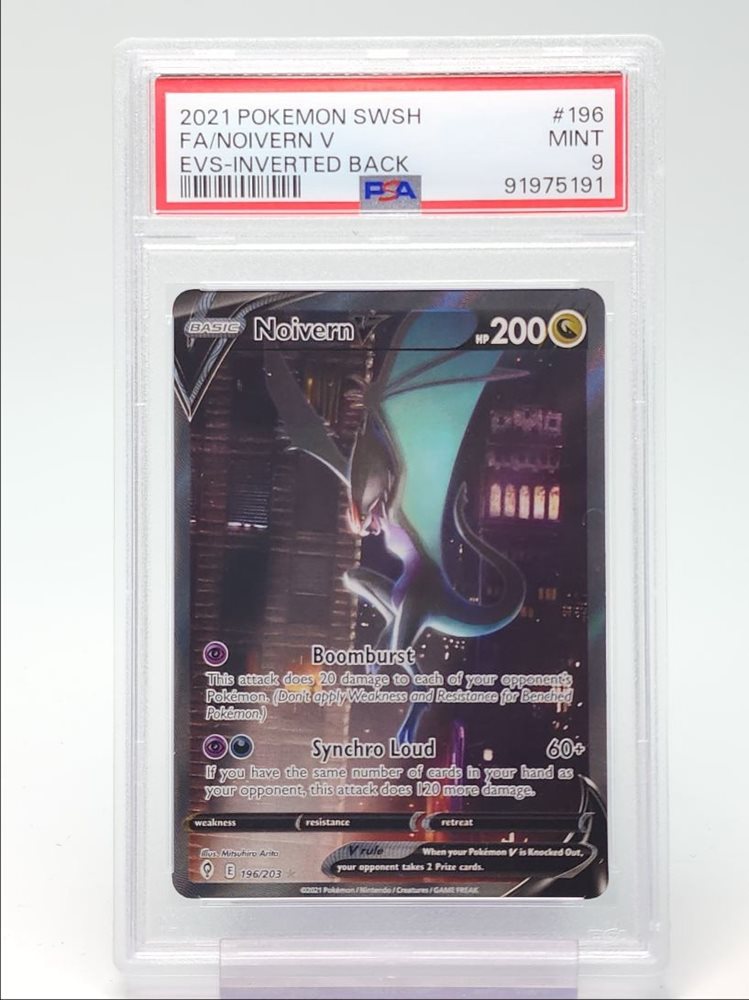 2021 POKEMON SWSH #196
FA/NOIVERN V MINT
EVS-INVERTED BACK 9
PSA 91975191
BASIC Noivern V HP 200
Boomburst
This attack does 20 damage to each of your opponent's
Pokémon. (Don't apply Weakness and Resistance for Benched
Pokémon.)
Synchro Loud 60+
If you have the same number of cards in your hand as
your opponent, this attack does 120 more damage.
weakness resistance retreat
Illus. Mitsuhiro Arita
V rule When your Pokémon V is Knocked Out,
your opponent takes 2 Prize cards.
E 196/203
©2021 Pokémon / Nintendo / Creatures / GAME FREAK